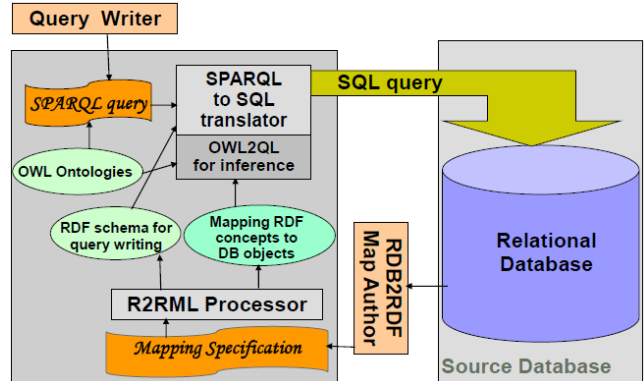 Query Writer
SPARQL query
SPARQL
to SQL
translator
SQL query
OWL2QL
for inference
OWL Ontologies
RDF schema for
query writing
Mapping RDF
concepts to
DB objects
RDB2RDF
Map Author
Relational
Database
R2RML Processor
Mapping Specification
Source Database